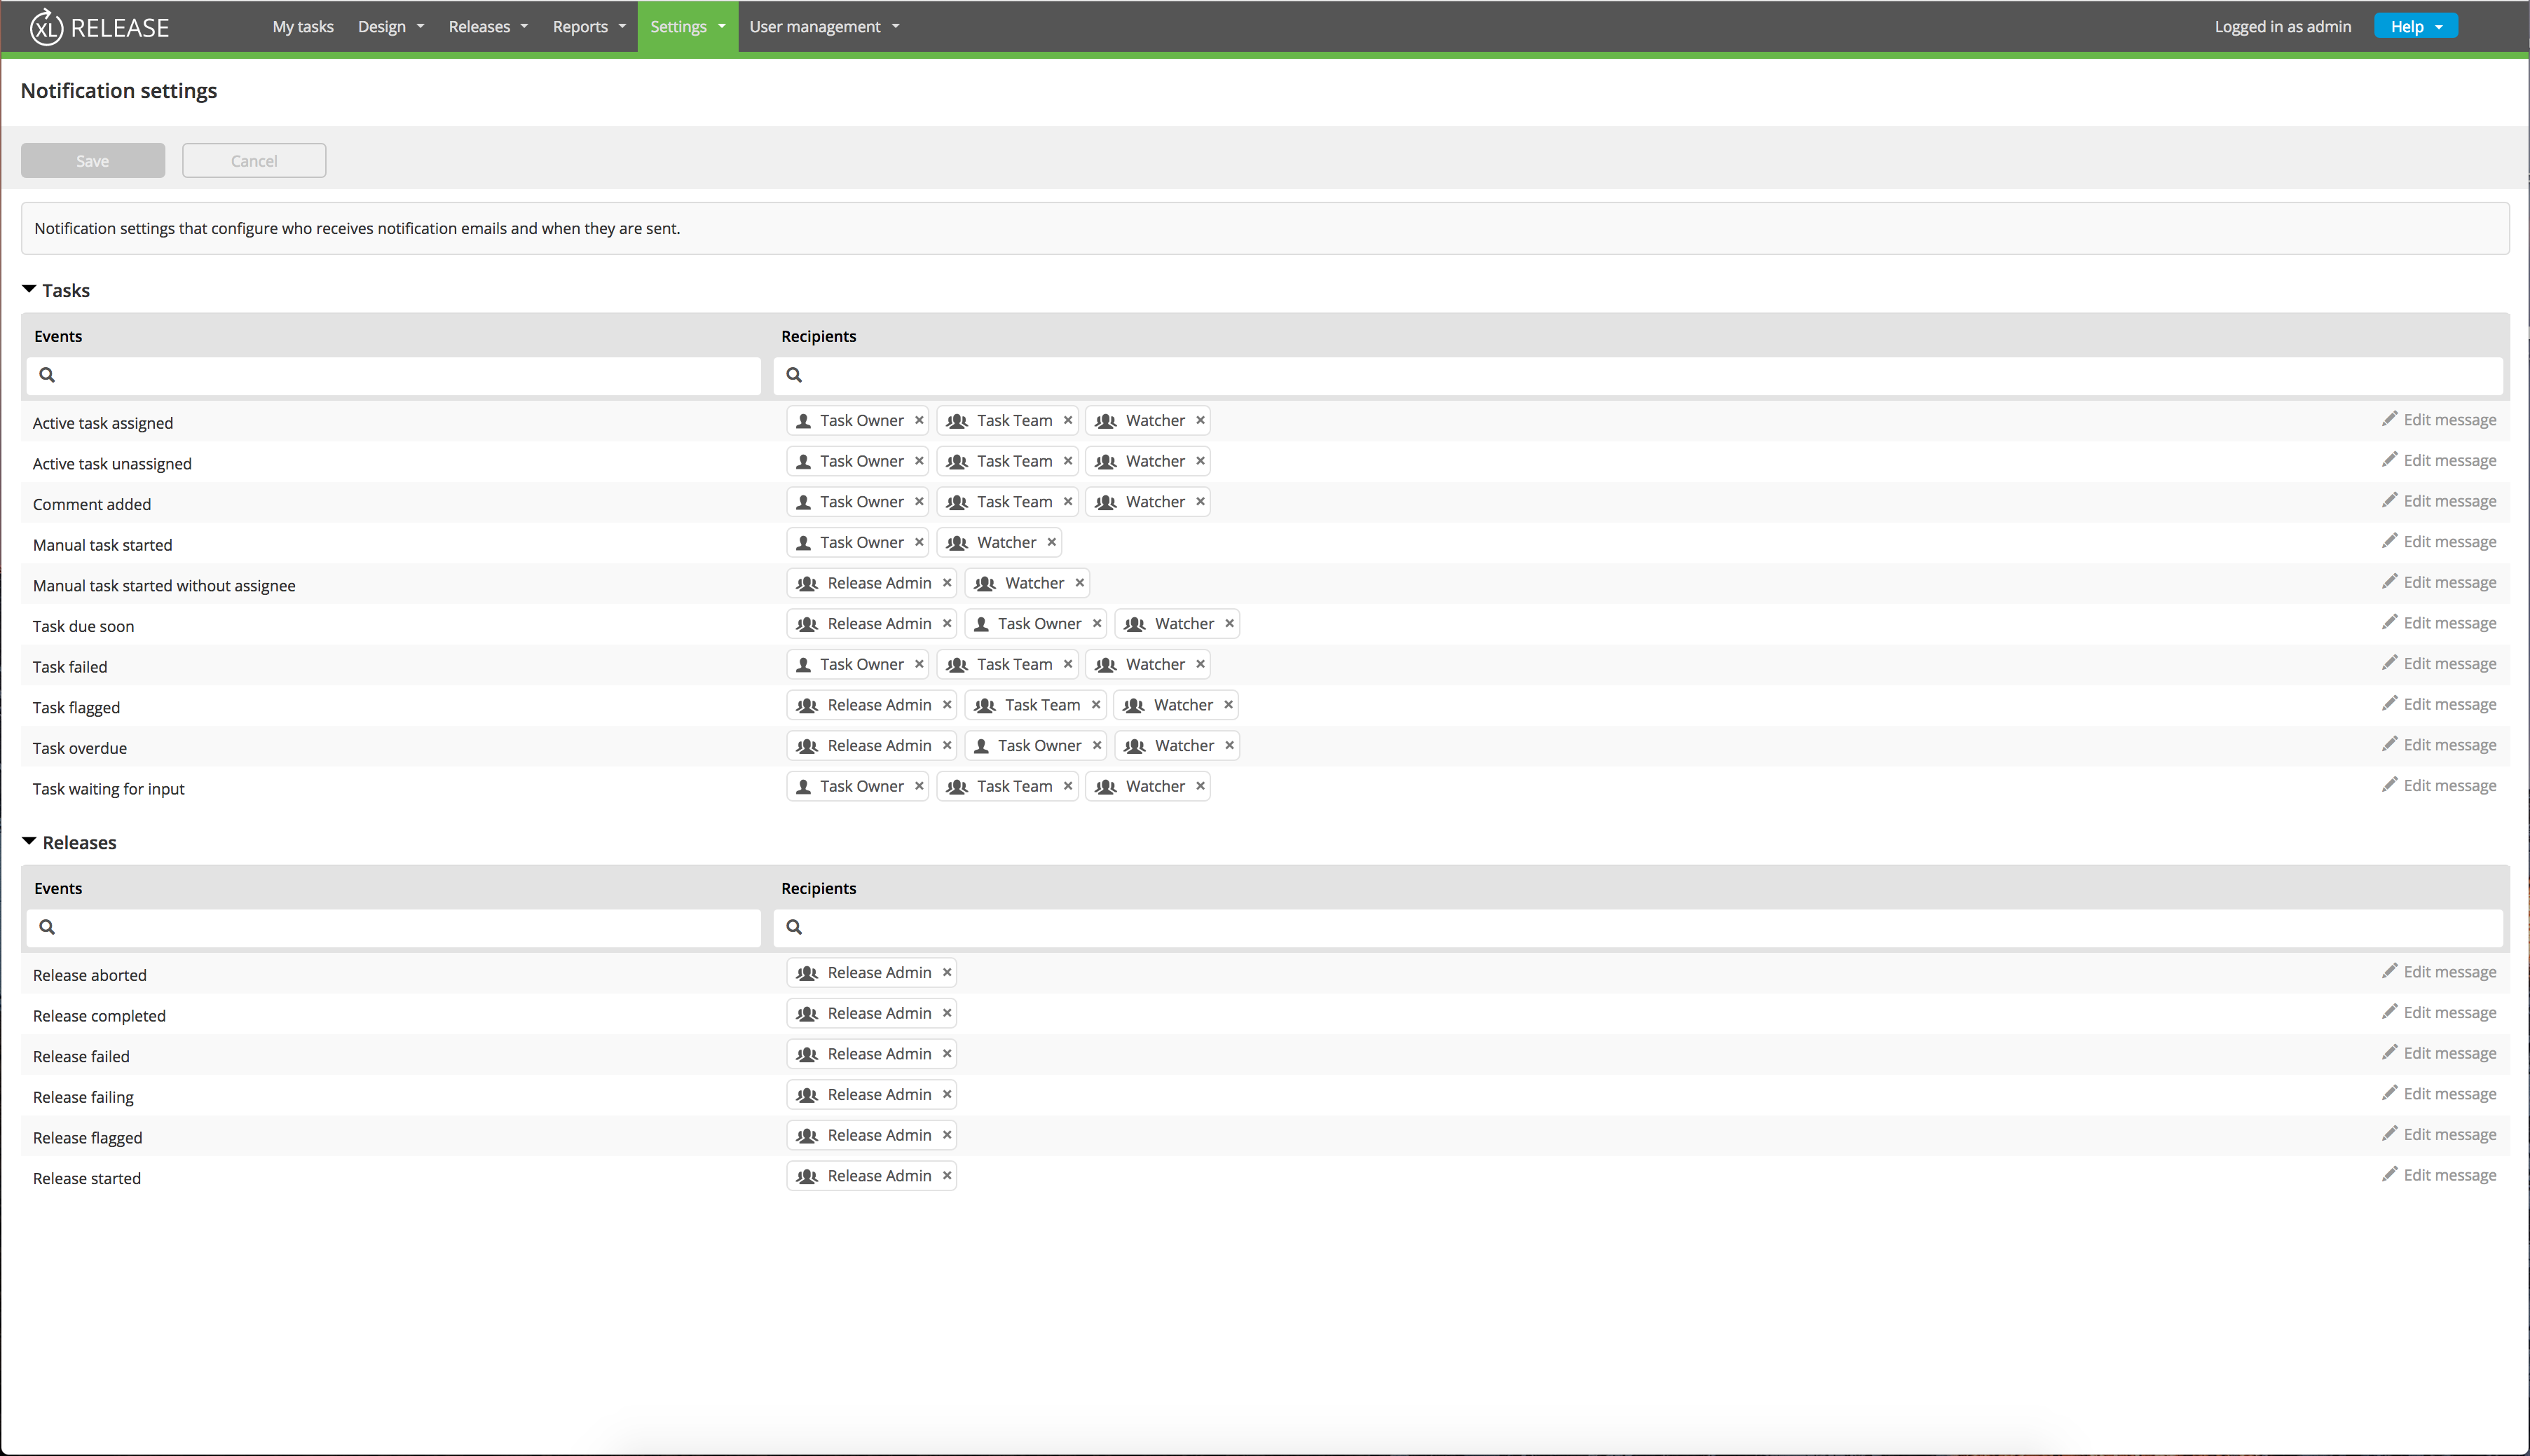 XL RELEASE My tasks Design Releases Reports Settings User management Logged in as admin Help
Notification settings
Save Cancel
Notification settings that configure who receives notification emails and when they are sent.
Tasks
Events Recipients
Active task assigned Task Owner × Task Team × Watcher × Edit message
Active task unassigned Task Owner × Task Team × Watcher × Edit message
Comment added Task Owner × Task Team × Watcher × Edit message
Manual task started Task Owner × Watcher × Edit message
Manual task started without assignee Release Admin × Watcher × Edit message
Task due soon Release Admin × Task Owner × Watcher × Edit message
Task failed Task Owner × Task Team × Watcher × Edit message
Task flagged Release Admin × Task Team × Watcher × Edit message
Task overdue Release Admin × Task Owner × Watcher × Edit message
Task waiting for input Task Owner × Task Team × Watcher × Edit message
Releases
Events Recipients
Release aborted Release Admin × Edit message
Release completed Release Admin × Edit message
Release failed Release Admin × Edit message
Release failing Release Admin × Edit message
Release flagged Release Admin × Edit message
Release started Release Admin × Edit message